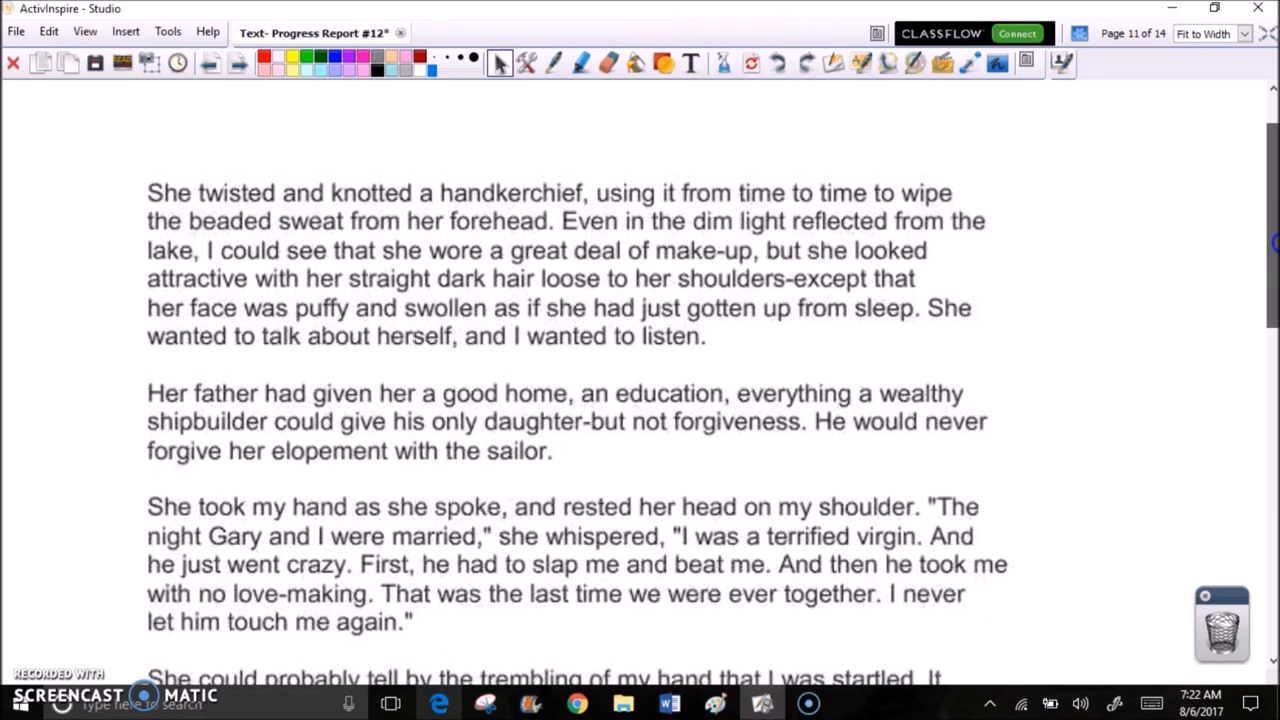 ActivInspire - Studio
File Edit View Insert Tools Help Text- Progress Report #12* CLASSFLOW Connect Page 11 of 14 Fit to Width
She twisted and knotted a handkerchief, using it from time to time to wipe
the beaded sweat from her forehead. Even in the dim light reflected from the
lake, I could see that she wore a great deal of make-up, but she looked
attractive with her straight dark hair loose to her shoulders-except that
her face was puffy and swollen as if she had just gotten up from sleep. She
wanted to talk about herself, and I wanted to listen.
Her father had given her a good home, an education, everything a wealthy
shipbuilder could give his only daughter-but not forgiveness. He would never
forgive her elopement with the sailor.
She took my hand as she spoke, and rested her head on my shoulder. "The
night Gary and I were married," she whispered, "I was a terrified virgin. And
he just went crazy. First, he had to slap me and beat me. And then he took me
with no love-making. That was the last time we were ever together. I never
let him touch me again."
She could probably tell by the trembling of my hand that I was startled. It
RECORDED WITH
SCREENCAST MATIC
Type here to search
7:22 AM
8/6/2017